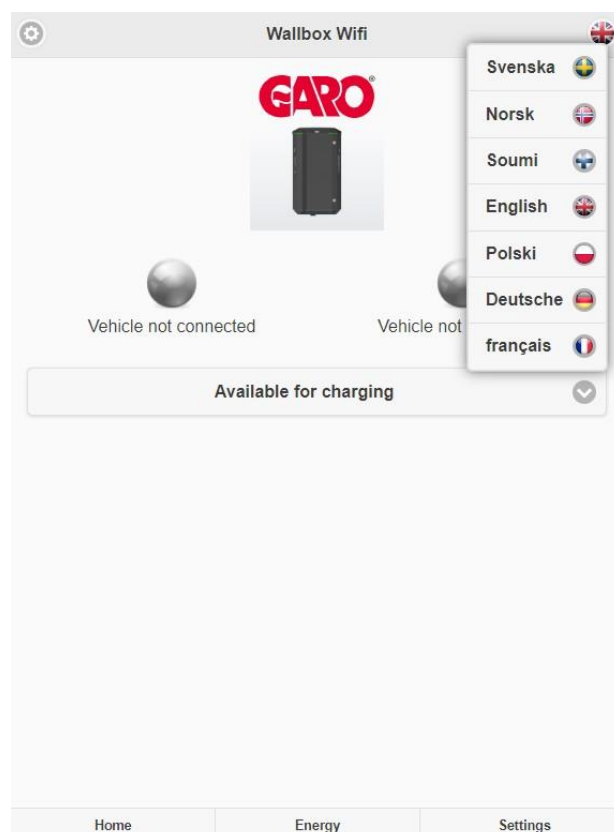 Wallbox Wifi
Svenska
GARO®
Norsk
Soumi
English
Polski
Deutsche
français
Vehicle not connected
Vehicle not
Available for charging
Home Energy Settings